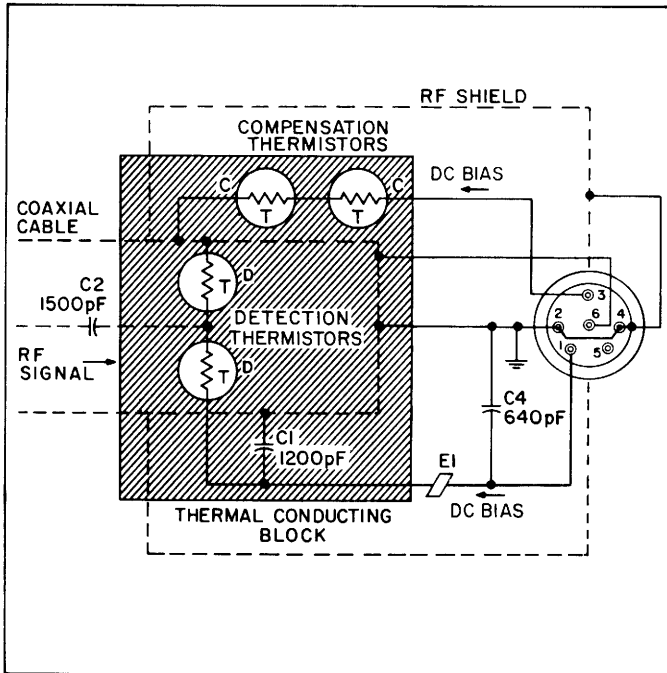 RF SHIELD
COMPENSATION
THERMISTORS
DC BIAS
C
C
T
T
COAXIAL
CABLE
C2
1500pF
T
D
3
2
6
4
1
5
DETECTION
THERMISTORS
RF
SIGNAL
T
D
C4
640pF
C1
1200pF
E1
DC BIAS
THERMAL CONDUCTING
BLOCK